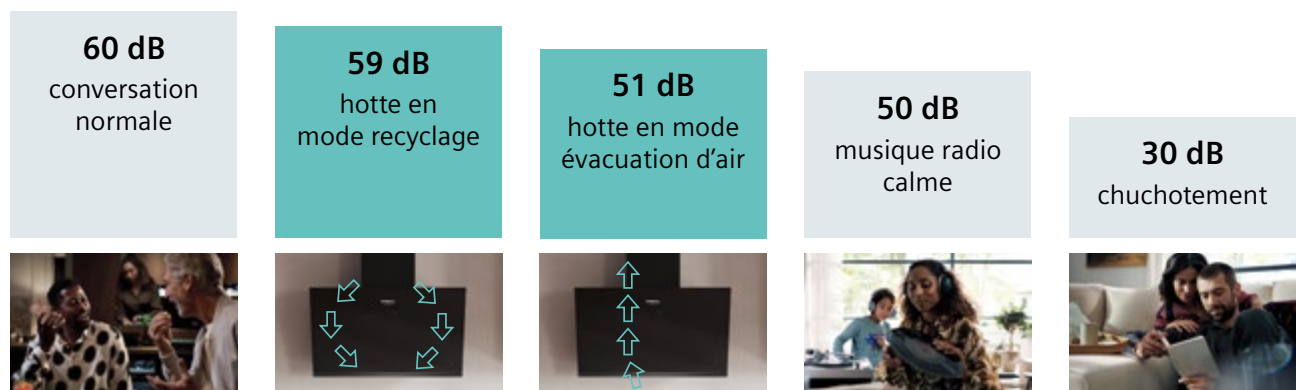 60 dB
conversation
normale
59 dB
hotte en
mode recyclage
51 dB
hotte en mode
évacuation d’air
50 dB
musique radio
calme
30 dB
chuchotement